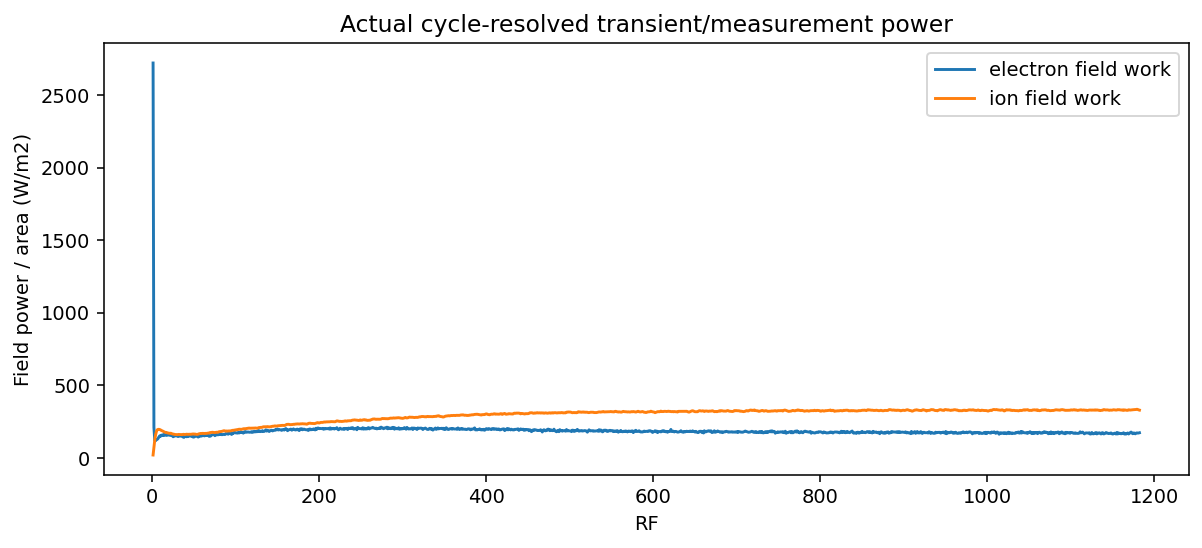 Actual cycle-resolved transient/measurement power
electron field work
ion field work
Field power / area (W/m2)
2500
2000
1500
1000
500
0
0 200 400 600 800 1000 1200
RF